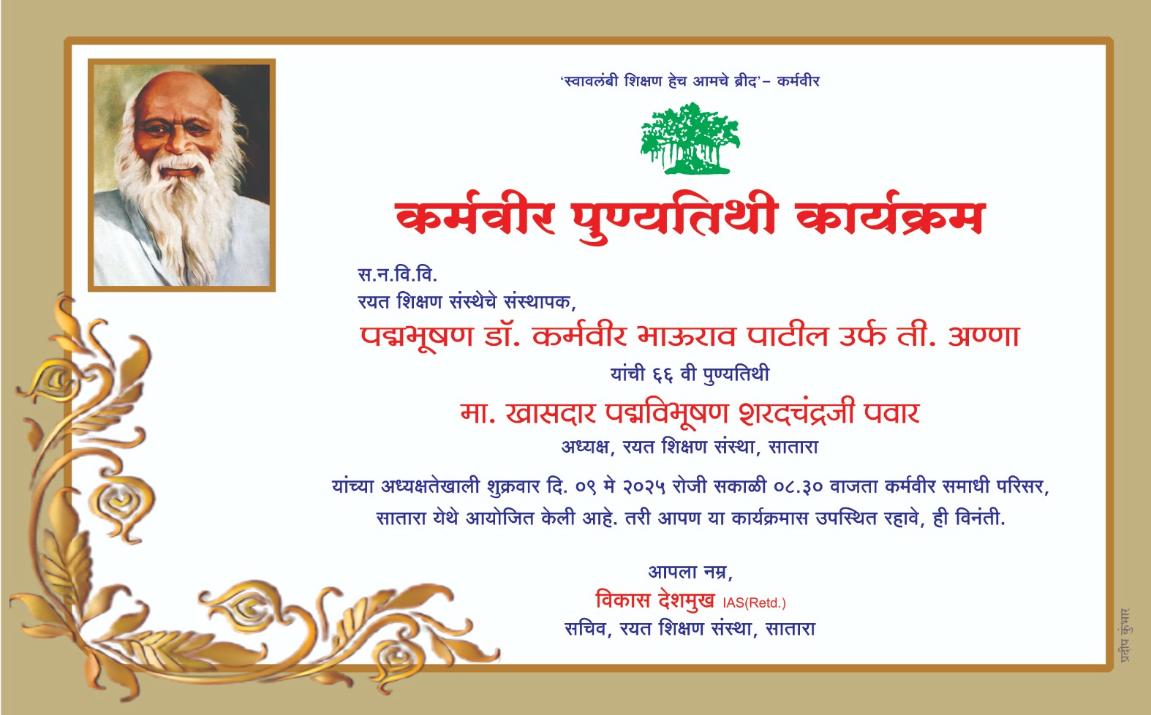 'स्वावलंबी शिक्षण हेच आमचे ब्रीद'– कर्मवीर
कर्मवीर पुण्यतिथी कार्यक्रम
स.न.वि.वि.
रयत शिक्षण संस्थेचे संस्थापक,
पद्मभूषण डॉ. कर्मवीर भाऊराव पाटील उर्फ ती. अण्णा
यांची ६६ वी पुण्यतिथी
मा. खासदार पद्मविभूषण शरदचंद्रजी पवार
अध्यक्ष, रयत शिक्षण संस्था, सातारा
यांच्या अध्यक्षतेखाली शुक्रवार दि. ०९ मे २०२५ रोजी सकाळी ०८.३० वाजता कर्मवीर समाधी परिसर,
सातारा येथे आयोजित केली आहे. तरी आपण या कार्यक्रमास उपस्थित रहावे, ही विनंती.
आपला नम्र,
विकास देशमुख IAS(Retd.)
सचिव, रयत शिक्षण संस्था, सातारा
प्रदीप कुंभार